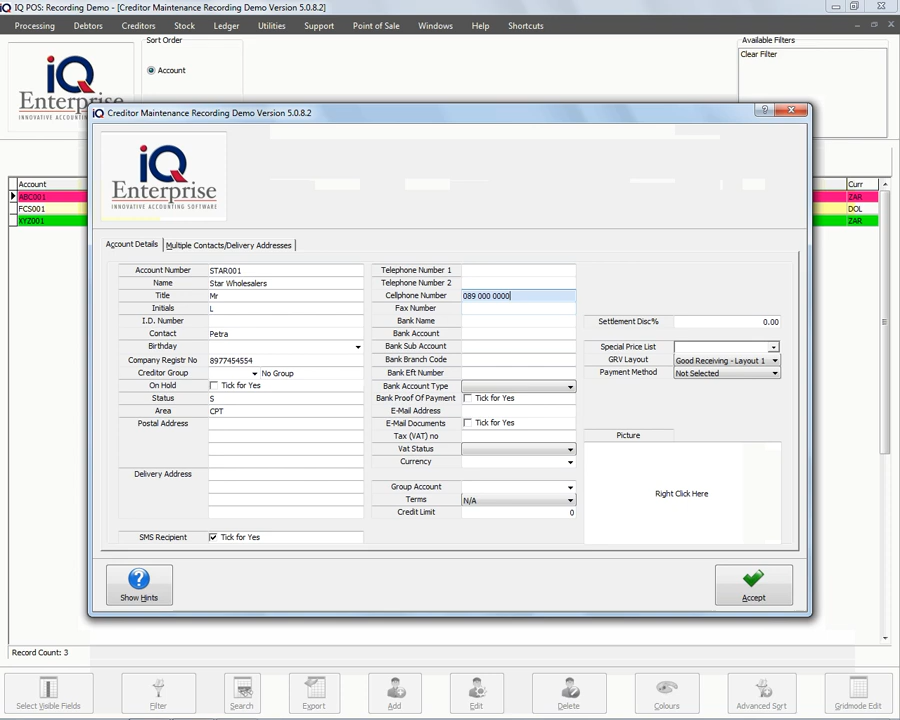 IQ POS: Recording Demo - [Creditor Maintenance Recording Demo Version 5.0.8.2]
Processing Debtors Creditors Stock Ledger Utilities Support Point of Sale Windows Help Shortcuts
Sort Order
Account
Available Filters
Clear Filter
iQ
Enterprise
INNOVATIVE ACCOUNTING
Account Curr
ABC001 ZAR
FCS001 DOL
XYZ001 ZAR
Creditor Maintenance Recording Demo Version 5.0.8.2
iQ
Enterprise
INNOVATIVE ACCOUNTING SOFTWARE
Account Details Multiple Contacts/Delivery Addresses
Account Number STAR001
Name Star Wholesalers
Title Mr
Initials L
I.D. Number
Contact Petra
Birthday
Company Registr No 8977454554
Creditor Group No Group
On Hold Tick for Yes
Status S
Area CPT
Postal Address
Delivery Address
SMS Recipient Tick for Yes
Telephone Number 1
Telephone Number 2
Cellphone Number 089 000 0000
Fax Number
Bank Name
Bank Account
Bank Sub Account
Bank Branch Code
Bank Eft Number
Bank Account Type
Bank Proof Of Payment Tick for Yes
E-Mail Address
E-Mail Documents Tick for Yes
Tax (VAT) no
Vat Status
Currency
Group Account
Terms N/A
Credit Limit 0
Settlement Disc% 0.00
Special Price List
GRV Layout Good Receiving - Layout 1
Payment Method Not Selected
Picture
Right Click Here
Show Hints
Accept
Record Count: 3
Select Visible Fields Filter Search Export Add Edit Delete Colours Advanced Sort Gridmode Edit